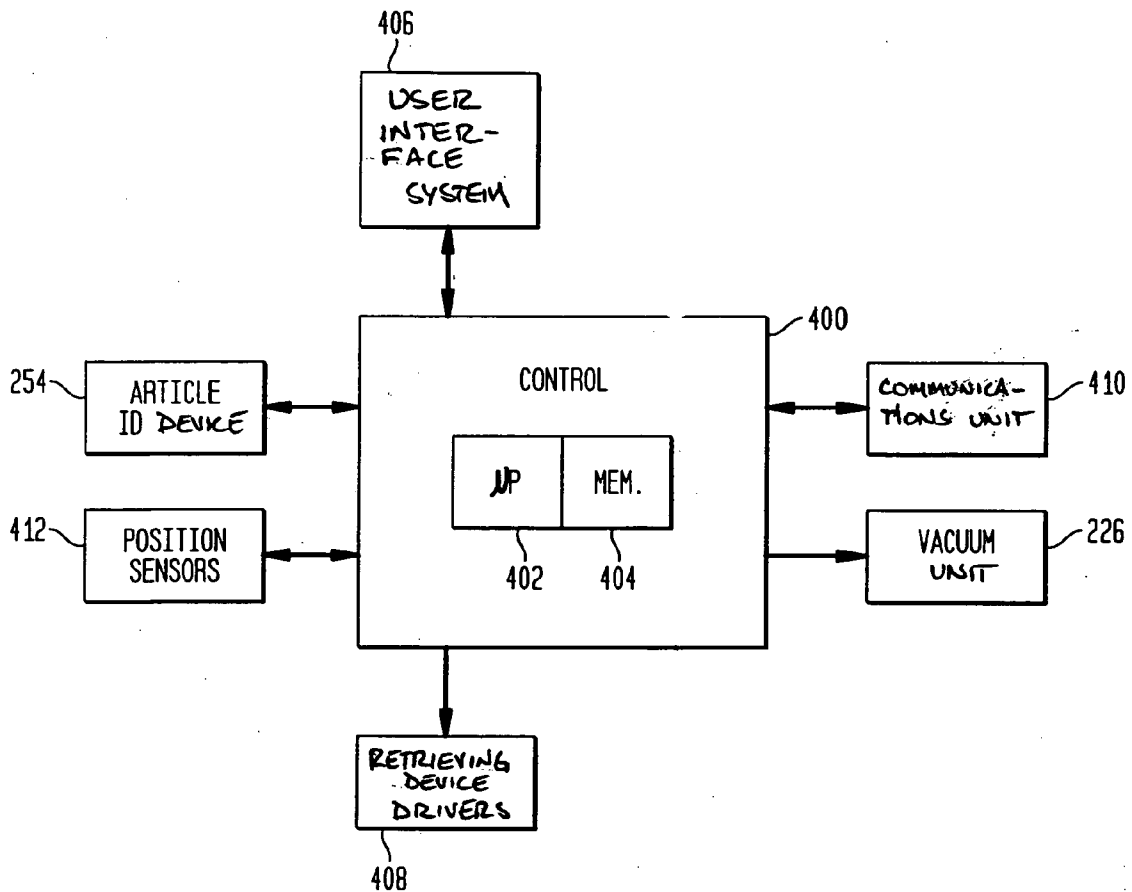 406
USER
INTER-
FACE
SYSTEM
400
CONTROL
254
ARTICLE
ID DEVICE
COMMUNICA-
TIONS UNIT
410
μP
MEM.
412
POSITION
SENSORS
402
404
VACUUM
UNIT
226
RETRIEVING
DEVICE
DRIVERS
408